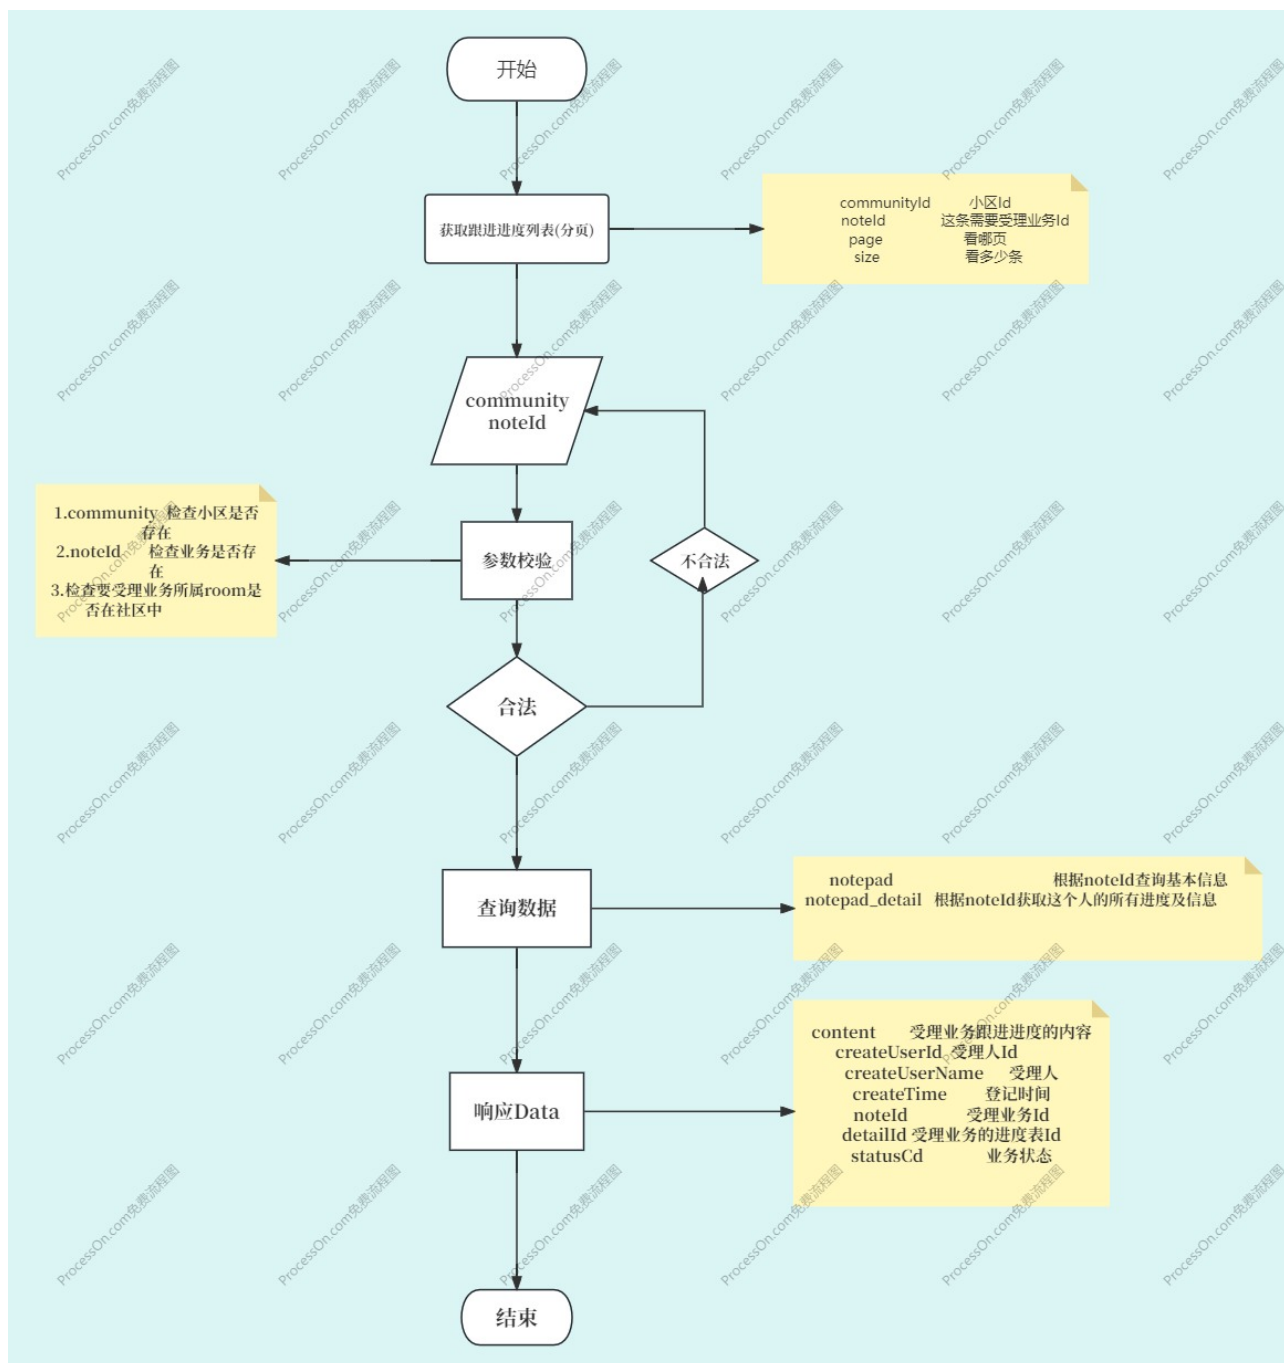 开始
获取跟进进度列表(分页)
communityId 小区Id
noteId 这条需要受理业务Id
page 看哪页
size 看多少条
community
noteId
1.community 检查小区是否
存在
2.noteId 检查业务是否存
在
3.检查要受理业务所属room是
否在社区中
参数校验
不合法
合法
查询数据
notepad 根据noteId查询基本信息
notepad_detail 根据noteId获取这个人的所有进度及信息
响应Data
content 受理业务跟进进度的内容
createUserId 受理人Id
createUserName 受理人
createTime 登记时间
noteId 受理业务Id
detailId 受理业务的进度表Id
statusCd 业务状态
结束
ProcessOn.com免费流程图